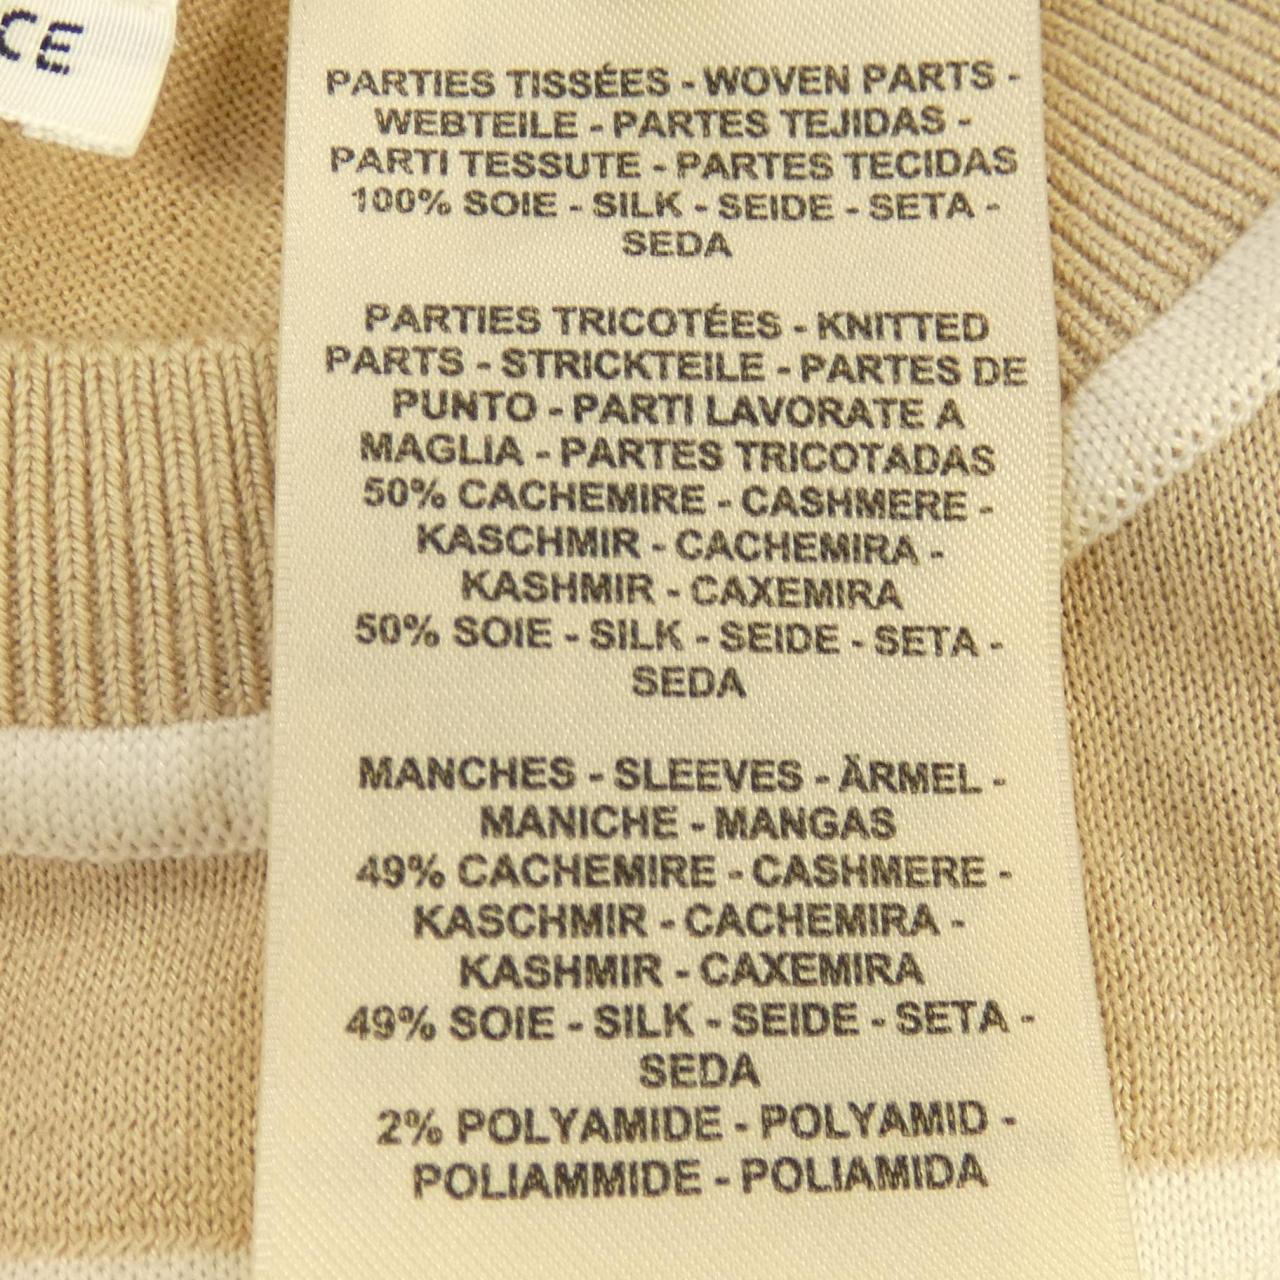 CE
PARTIES TISSÉES - WOVEN PARTS -
WEBTEILE - PARTES TEJIDAS -
PARTI TESSUTE - PARTES TECIDAS
100% SOIE - SILK - SEIDE - SETA -
SEDA
PARTIES TRICOTÉES - KNITTED
PARTS - STRICKTEILE - PARTES DE
PUNTO - PARTI LAVORATE A
MAGLIA - PARTES TRICOTADAS
50% CACHEMIRE - CASHMERE -
KASCHMIR - CACHEMIRA -
KASHMIR - CAXEMIRA
50% SOIE - SILK - SEIDE - SETA -
SEDA
MANCHES - SLEEVES - ÄRMEL -
MANICHE - MANGAS
49% CACHEMIRE - CASHMERE -
KASCHMIR - CACHEMIRA -
KASHMIR - CAXEMIRA
49% SOIE - SILK - SEIDE - SETA -
SEDA
2% POLYAMIDE - POLYAMID -
POLIAMMIDE - POLIAMIDA